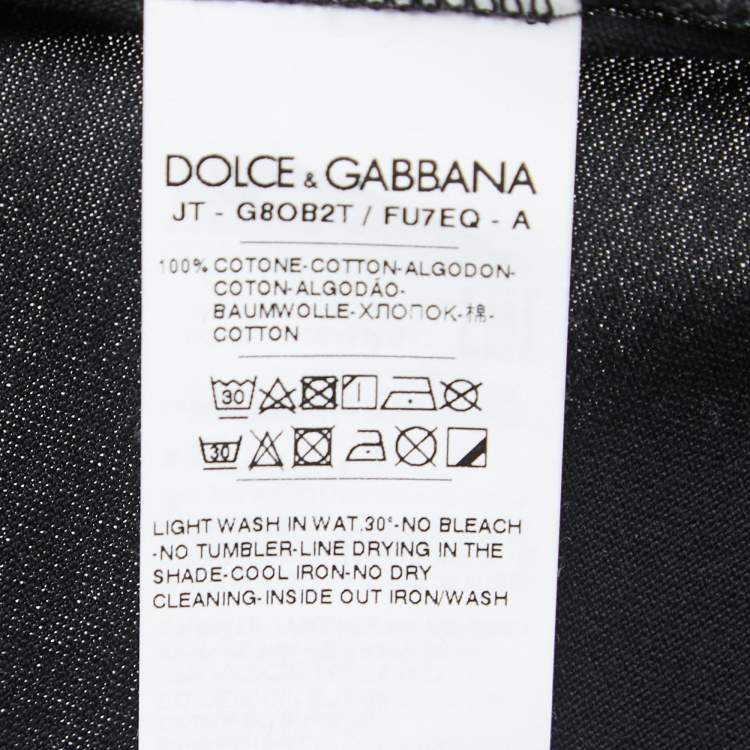 DOLCE & GABBANA
JT - G8OB2T / FU7EQ - A
100% COTONE-COTTON-ALGODON-
COTON-ALGODÃO-
BAUMWOLLE-ХЛОПОК-棉-
COTTON
30
30
LIGHT WASH IN WAT.30°-NO BLEACH
-NO TUMBLER-LINE DRYING IN THE
SHADE-COOL IRON-NO DRY
CLEANING-INSIDE OUT IRON/WASH